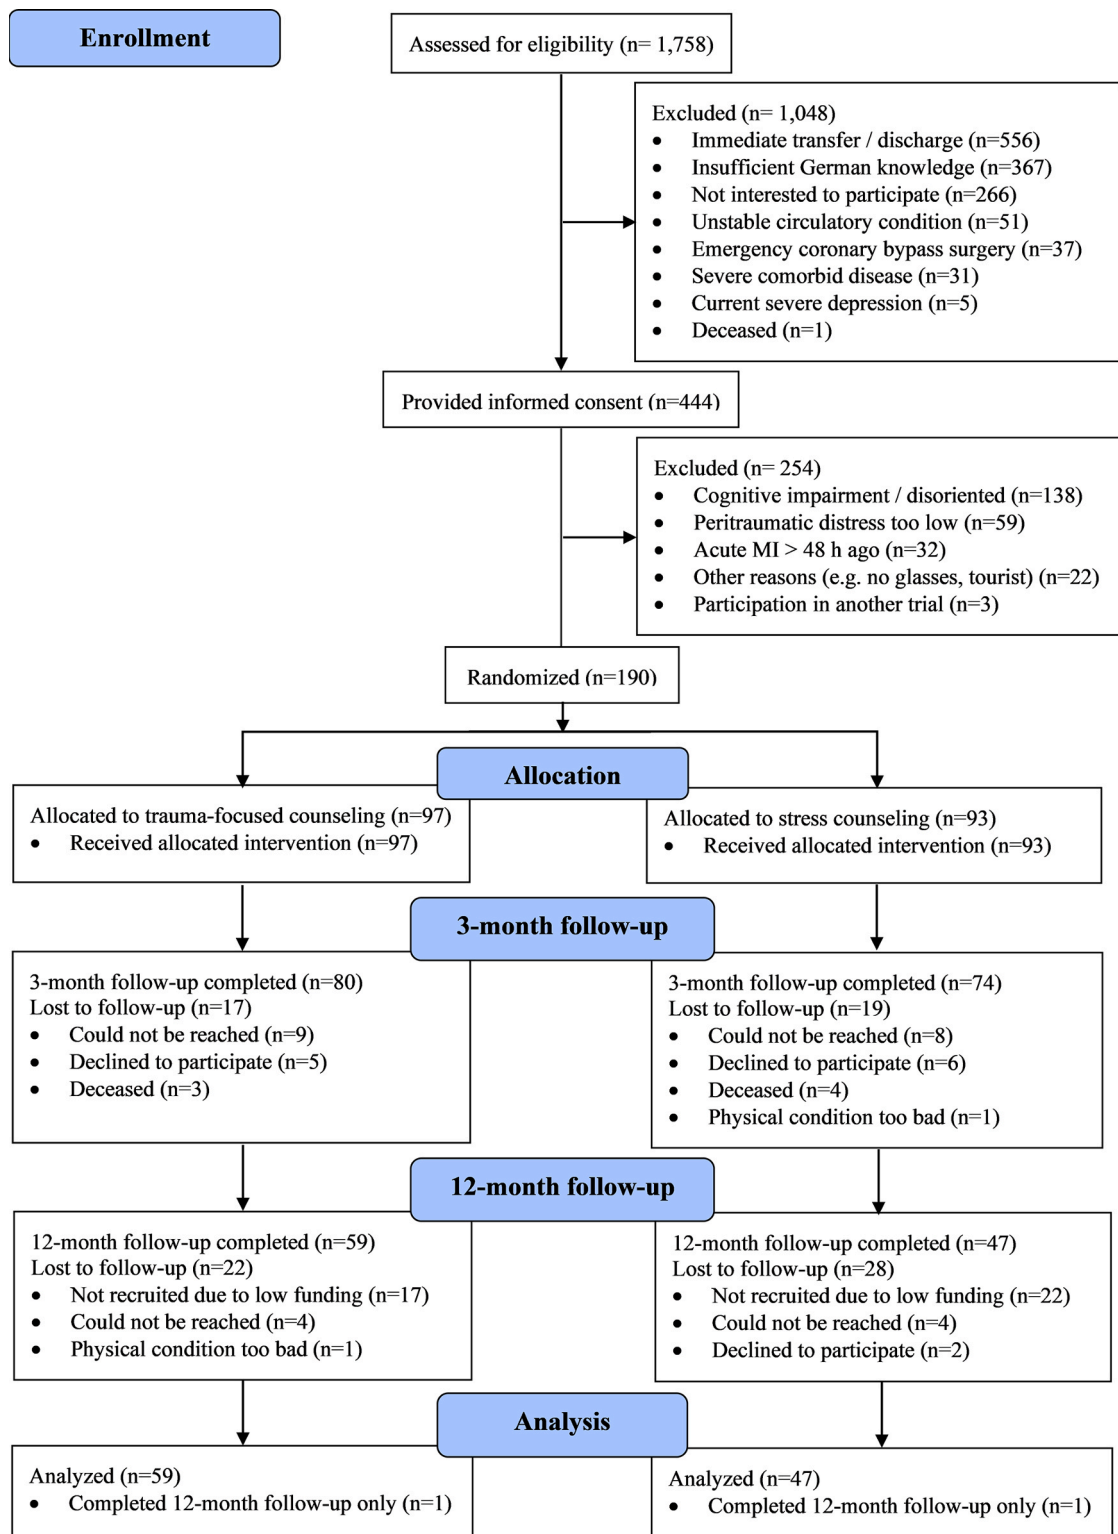 Enrollment
Assessed for eligibility (n= 1,758)
Excluded (n= 1,048)
• Immediate transfer / discharge (n=556)
• Insufficient German knowledge (n=367)
• Not interested to participate (n=266)
• Unstable circulatory condition (n=51)
• Emergency coronary bypass surgery (n=37)
• Severe comorbid disease (n=31)
• Current severe depression (n=5)
• Deceased (n=1)
Provided informed consent (n=444)
Excluded (n= 254)
• Cognitive impairment / disoriented (n=138)
• Peritraumatic distress too low (n=59)
• Acute MI > 48 h ago (n=32)
• Other reasons (e.g. no glasses, tourist) (n=22)
• Participation in another trial (n=3)
Randomized (n=190)
Allocation
Allocated to trauma-focused counseling (n=97)
• Received allocated intervention (n=97)
Allocated to stress counseling (n=93)
• Received allocated intervention (n=93)
3-month follow-up
3-month follow-up completed (n=80)
Lost to follow-up (n=17)
• Could not be reached (n=9)
• Declined to participate (n=5)
• Deceased (n=3)
3-month follow-up completed (n=74)
Lost to follow-up (n=19)
• Could not be reached (n=8)
• Declined to participate (n=6)
• Deceased (n=4)
• Physical condition too bad (n=1)
12-month follow-up
12-month follow-up completed (n=59)
Lost to follow-up (n=22)
• Not recruited due to low funding (n=17)
• Could not be reached (n=4)
• Physical condition too bad (n=1)
12-month follow-up completed (n=47)
Lost to follow-up (n=28)
• Not recruited due to low funding (n=22)
• Could not be reached (n=4)
• Declined to participate (n=2)
Analysis
Analyzed (n=59)
• Completed 12-month follow-up only (n=1)
Analyzed (n=47)
• Completed 12-month follow-up only (n=1)